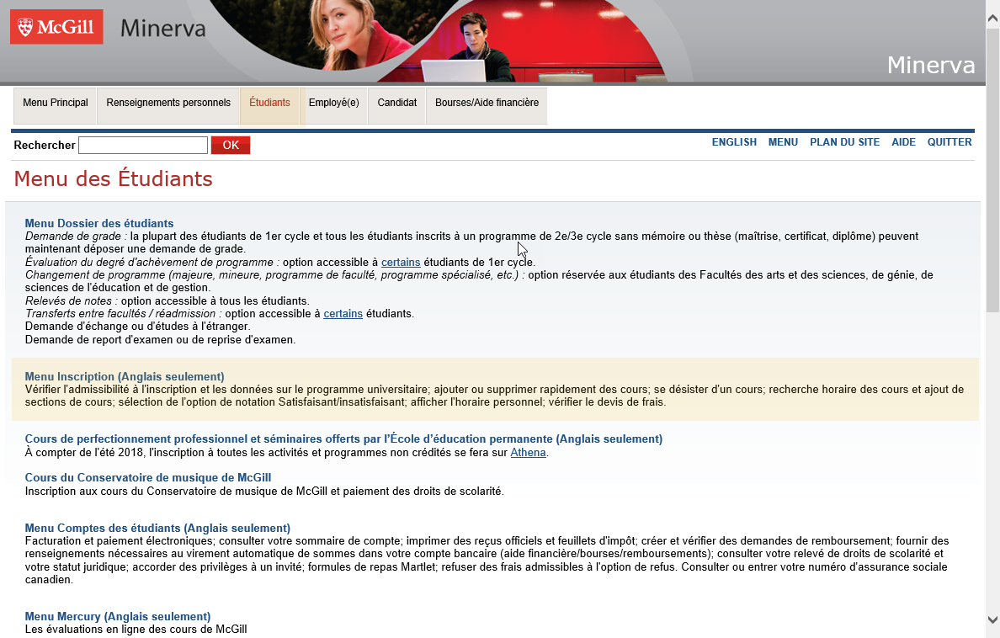 McGill
Minerva
Minerva
Menu Principal
Renseignements personnels
Étudiants
Employé(e)
Candidat
Bourses/Aide financière
Rechercher
OK
ENGLISH
MENU
PLAN DU SITE
AIDE
QUITTER
Menu des Étudiants
Menu Dossier des étudiants
Demande de grade : la plupart des étudiants de 1er cycle et tous les étudiants inscrits à un programme de 2e/3e cycle sans mémoire ou thèse (maîtrise, certificat, diplôme) peuvent
maintenant déposer une demande de grade.
Évaluation du degré d'achèvement de programme : option accessible à certains étudiants de 1er cycle.
Changement de programme (majeure, mineure, programme de faculté, programme spécialisé, etc.) : option réservée aux étudiants des Facultés des arts et des sciences, de génie, de
sciences de l'éducation et de gestion.
Relevés de notes : option accessible à tous les étudiants.
Transferts entre facultés / réadmission : option accessible à certains étudiants.
Demande d'échange ou d'études à l'étranger.
Demande de report d'examen ou de reprise d'examen.
Menu Inscription (Anglais seulement)
Vérifier l'admissibilité à l'inscription et les données sur le programme universitaire; ajouter ou supprimer rapidement des cours; se désister d'un cours; recherche horaire des cours et ajout de
sections de cours; sélection de l'option de notation Satisfaisant/insatisfaisant; afficher l'horaire personnel; vérifier le devis de frais.
Cours de perfectionnement professionnel et séminaires offerts par l'École d'éducation permanente (Anglais seulement)
À compter de l'été 2018, l'inscription à toutes les activités et programmes non crédités se fera sur Athena.
Cours du Conservatoire de musique de McGill
Inscription aux cours du Conservatoire de musique de McGill et paiement des droits de scolarité.
Menu Comptes des étudiants (Anglais seulement)
Facturation et paiement électroniques; consulter votre sommaire de compte; imprimer des reçus officiels et feuillets d'impôt; créer et vérifier des demandes de remboursement; fournir des
renseignements nécessaires au virement automatique de sommes dans votre compte bancaire (aide financière/bourses/remboursements); consulter votre relevé de droits de scolarité et
votre statut juridique; accorder des privilèges à un invité; formules de repas Martlet; refuser des frais admissibles à l'option de refus. Consulter ou entrer votre numéro d'assurance sociale
canadien.
Menu Mercury (Anglais seulement)
Les évaluations en ligne des cours de McGill